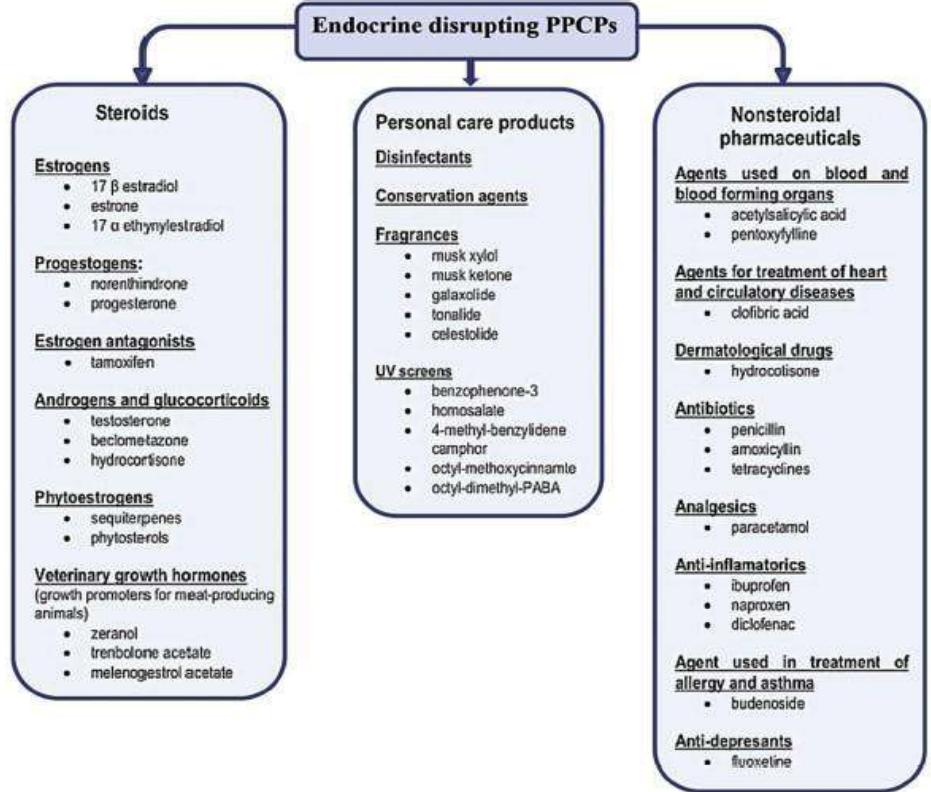 Endocrine disrupting PPCPs
Steroids
Estrogens
• 17 β estradiol
• estrone
• 17 α ethynylestradiol
Progestogens:
• norenthindrone
• progesterone
Estrogen antagonists
• tamoxifen
Androgens and glucocorticoids
• testosterone
• beclometazone
• hydrocortisone
Phytoestrogens
• sequiterpenes
• phytosterols
Veterinary growth hormones
(growth promoters for meat-producing
animals)
• zeranol
• trenbolone acetate
• melenogestrol acetate
Personal care products
Disinfectants
Conservation agents
Fragrances
• musk xylol
• musk ketone
• galaxolide
• tonalide
• celestolide
UV screens
• benzophenone-3
• homosalate
• 4-methyl-benzylidene
camphor
• octyl-methoxycinnamte
• octyl-dimethyl-PABA
Nonsteroidal
pharmaceuticals
Agents used on blood and
blood forming organs
• acetylsalicylic acid
• pentoxyfylline
Agents for treatment of heart
and circulatory diseases
• clofibric acid
Dermatological drugs
• hydrocotisone
Antibiotics
• penicillin
• amoxicyllin
• tetracyclines
Analgesics
• paracetamol
Anti-inflamatorics
• ibuprofen
• naproxen
• diclofenac
Agent used in treatment of
allergy and asthma
• budenoside
Anti-depresants
• fluoxetine